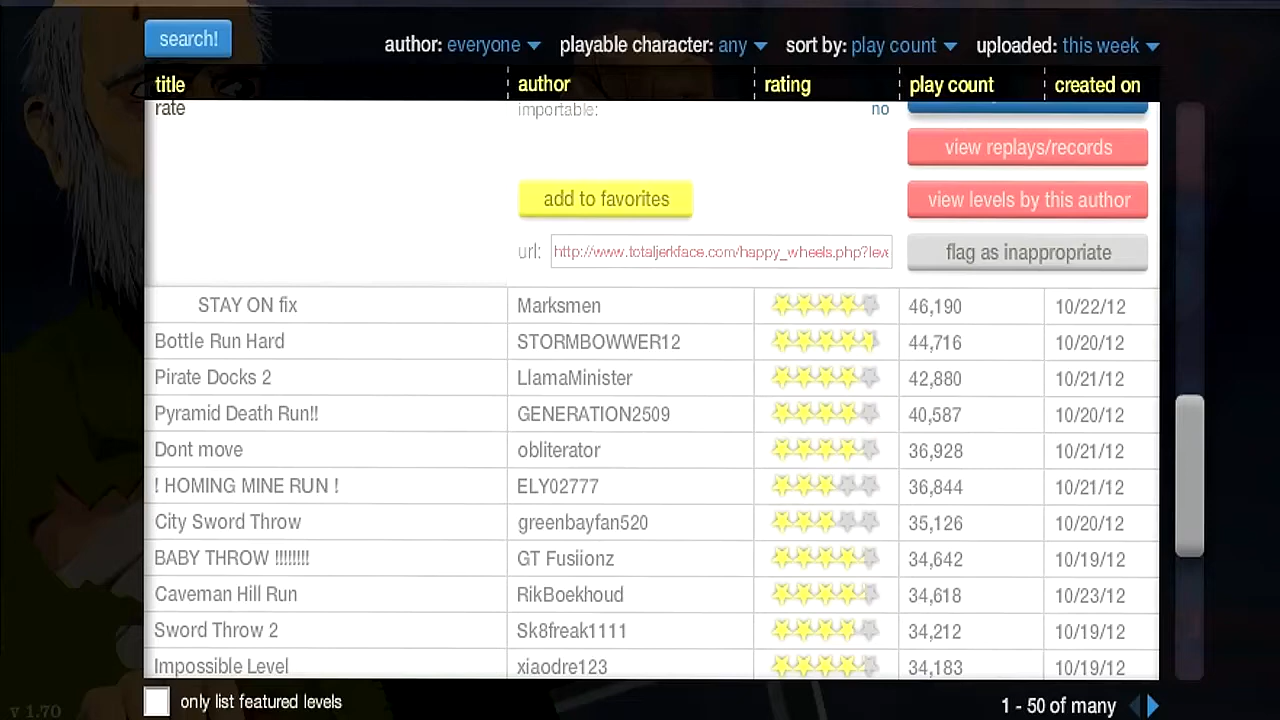 search!
author: everyone playable character: any sort by: play count uploaded: this week
title author rating play count created on
rate importable: no
view replays/records
add to favorites view levels by this author
url: http://www.totaljerkface.com/happy_wheels.php?leve flag as inappropriate
STAY ON fix Marksmen 46,190 10/22/12
Bottle Run Hard STORMBOWWER12 44,716 10/20/12
Pirate Docks 2 LlamaMinister 42,880 10/21/12
Pyramid Death Run!! GENERATION2509 40,587 10/20/12
Dont move obliterator 36,928 10/21/12
! HOMING MINE RUN ! ELY02777 36,844 10/21/12
City Sword Throw greenbayfan520 35,126 10/20/12
BABY THROW !!!!!!!! GT Fusiionz 34,642 10/19/12
Caveman Hill Run RikBoekhoud 34,618 10/23/12
Sword Throw 2 Sk8freak1111 34,212 10/19/12
Impossible Level xiaodre123 34,183 10/19/12
only list featured levels 1 - 50 of many
v 1.70